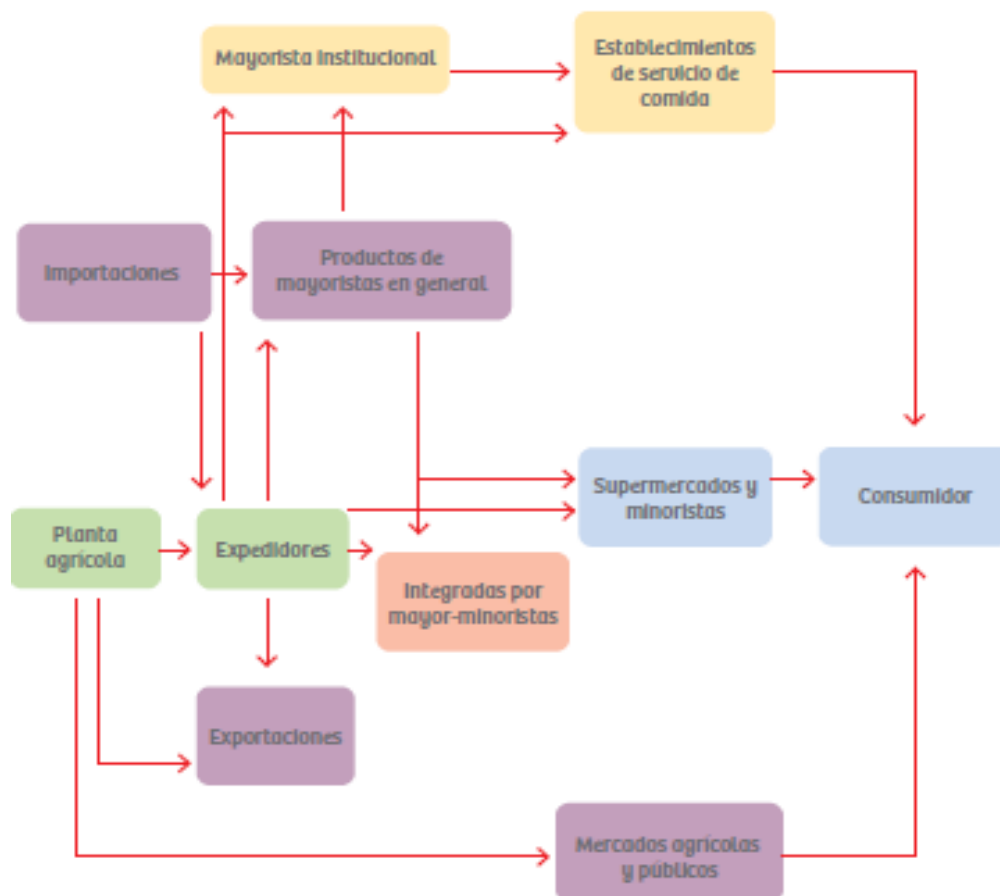 Mayorista institucional
Establecimientos
de servicio de
comida
Importaciones
Productos de
mayoristas en general
Supermercados y
minoristas
Consumidor
Planta
agrícola
Expedidores
Integradas por
mayor-minoristas
Exportaciones
Mercados agrícolas
y públicos